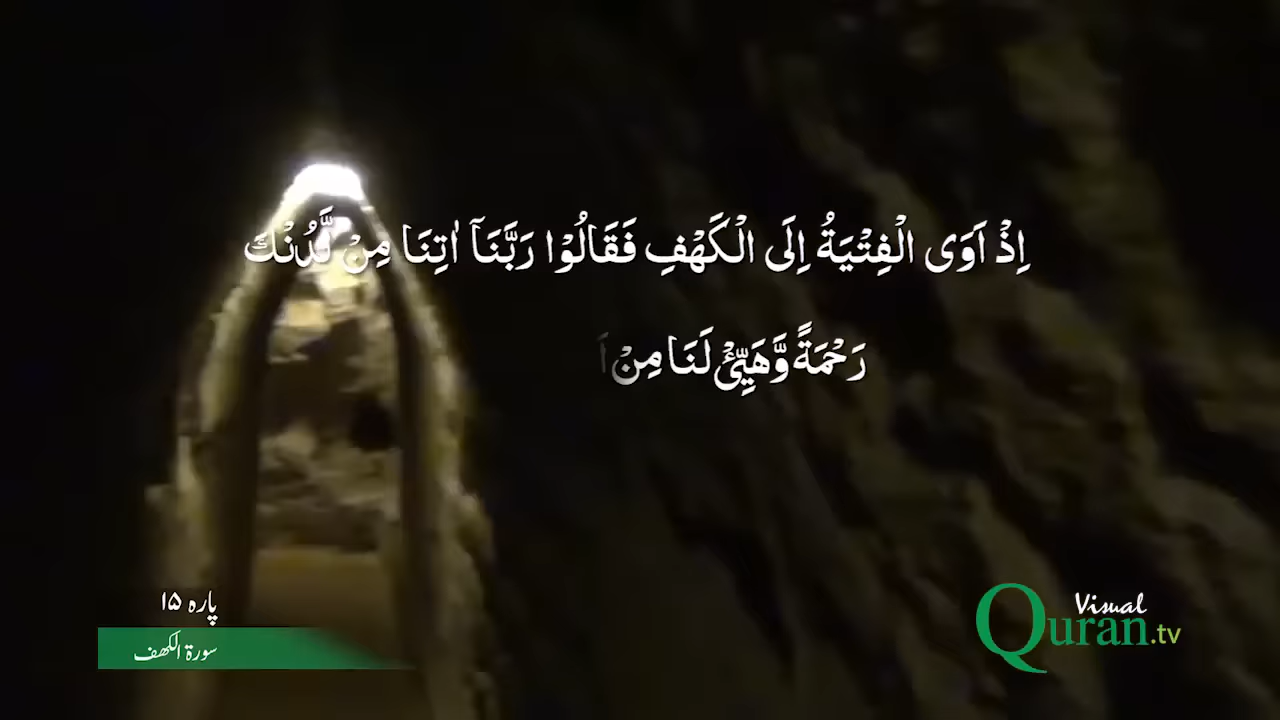 اِذْ اَوَى الْفِتْيَةُ اِلَى الْكَهْفِ فَقَالُوْا رَبَّنَاۤ اٰتِنَا مِنْ لَّدُنْكَ
رَحْمَةً وَّهَيِّئْ لَنَا مِنْ اَ
پارہ ۱۵
سورۃ الکھف
Visual
Quran.tv